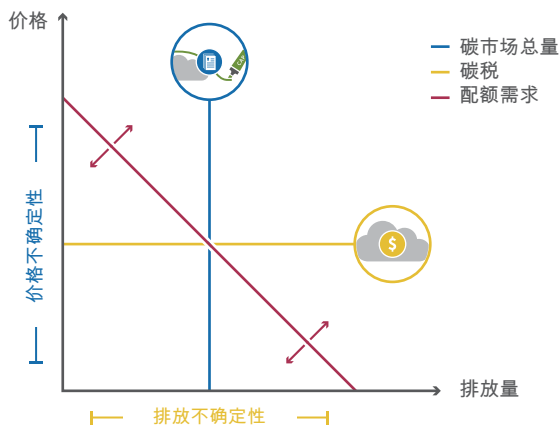 价格
碳市场总量
碳税
配额需求
价格不确定性
$
排放量
排放不确定性